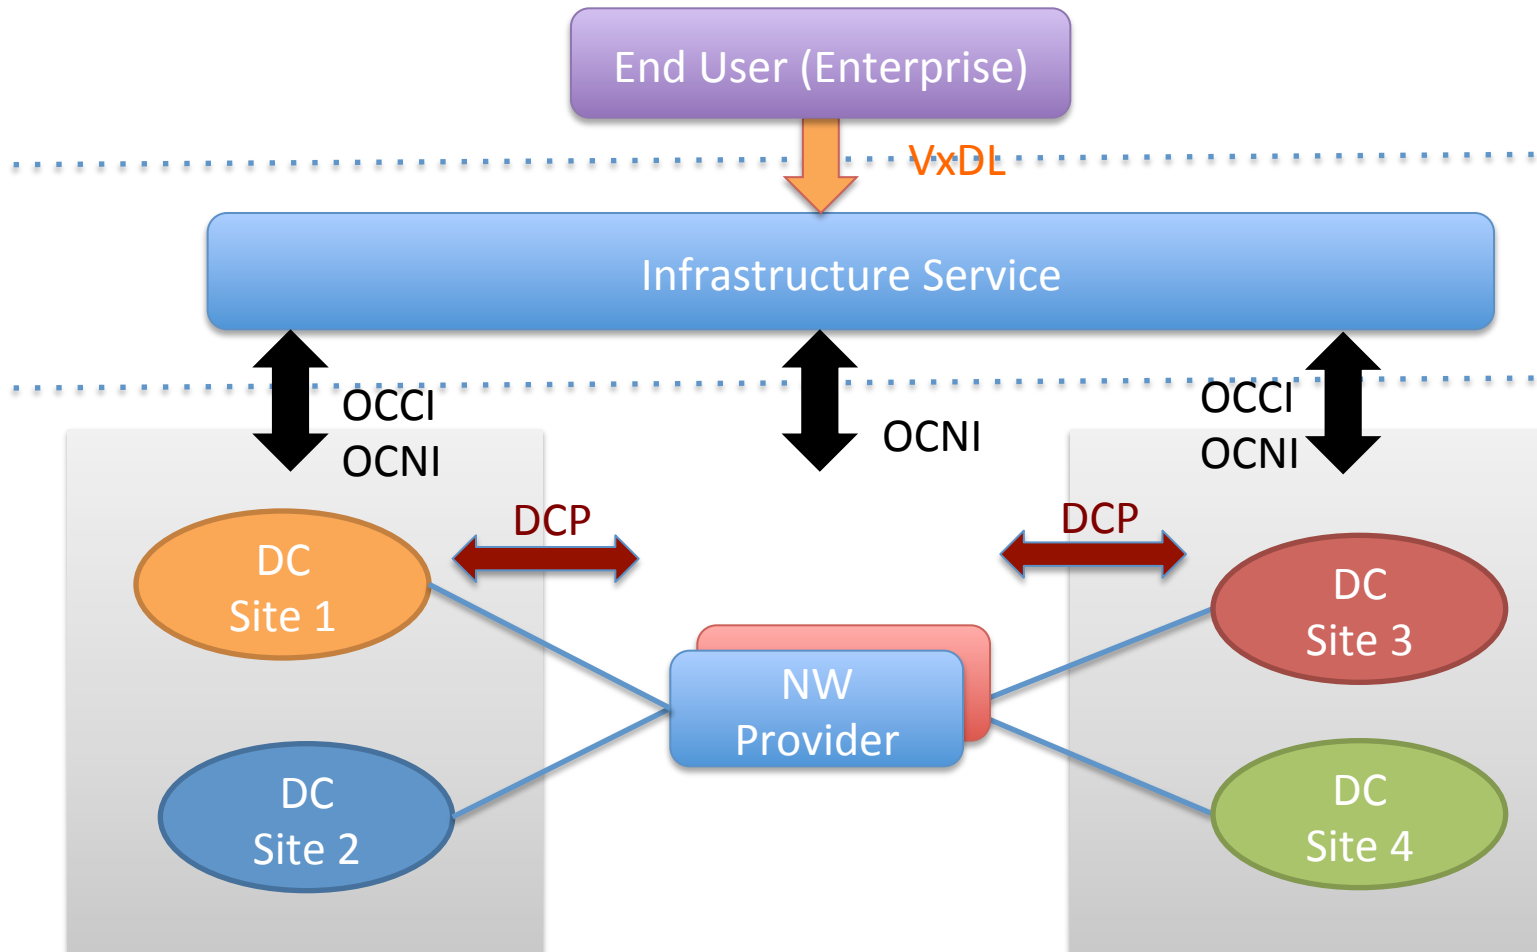 End User (Enterprise)
VxDL
Infrastructure Service
OCCI
OCNI
OCNI
OCCI
OCNI
DCP
DCP
DC
Site 1
DC
Site 2
NW
Provider
DC
Site 3
DC
Site 4